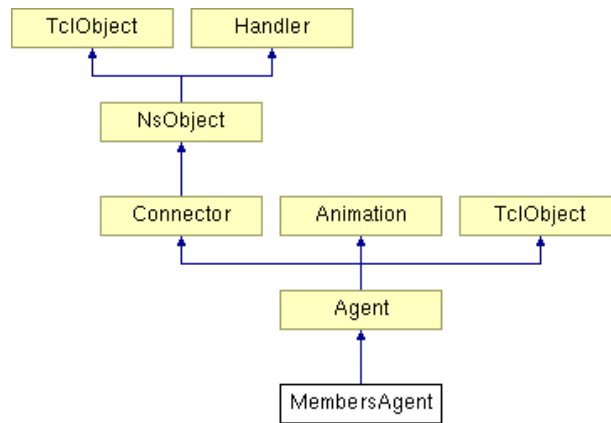 TclObject
Handler
NsObject
Connector
Animation
TclObject
Agent
MembersAgent